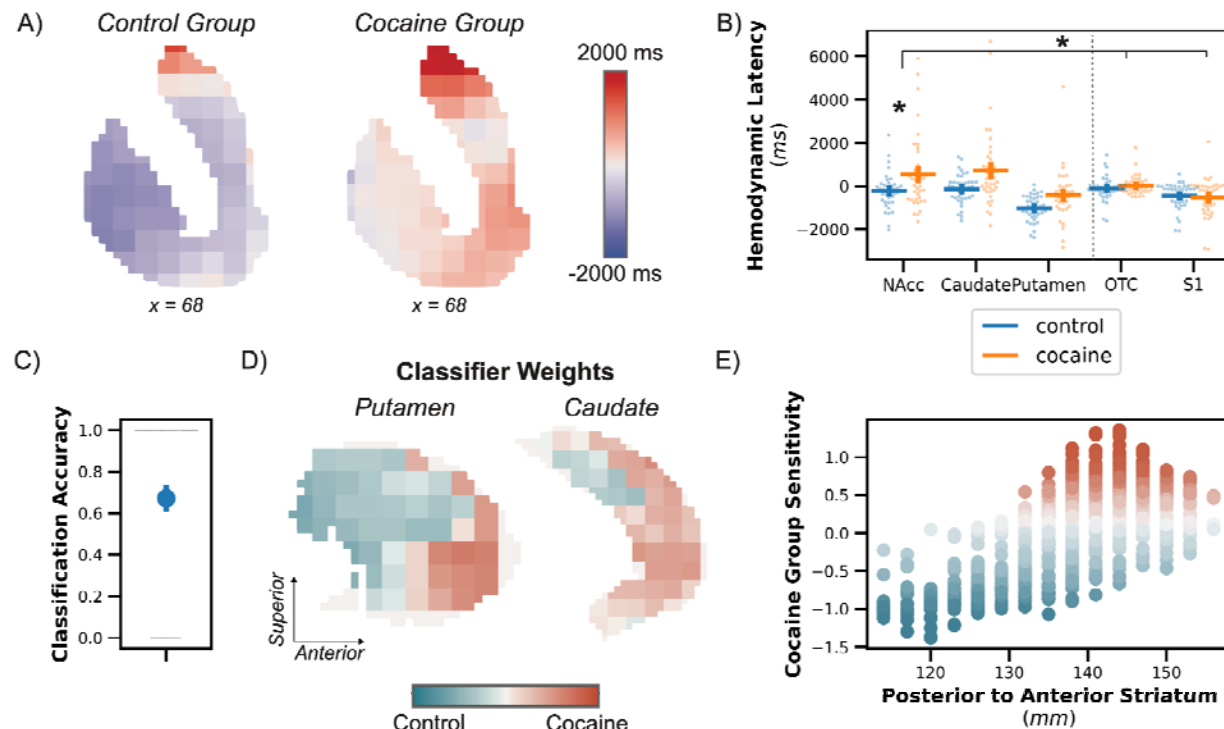 A)
Control Group
Cocaine Group
2000 ms
-2000 ms
x = 68
x = 68
B)
Hemodynamic Latency
(ms)
6000
4000
2000
0
−2000
*
*
NAcc
Caudate
Putamen
OTC
S1
control
cocaine
C)
Classification Accuracy
1.0
0.8
0.6
0.4
0.2
0.0
D)
Classifier Weights
Putamen
Caudate
Superior
Anterior
Control
Cocaine
E)
Cocaine Group Sensitivity
1.0
0.5
0.0
−0.5
−1.0
−1.5
120
130
140
150
Posterior to Anterior Striatum
(mm)